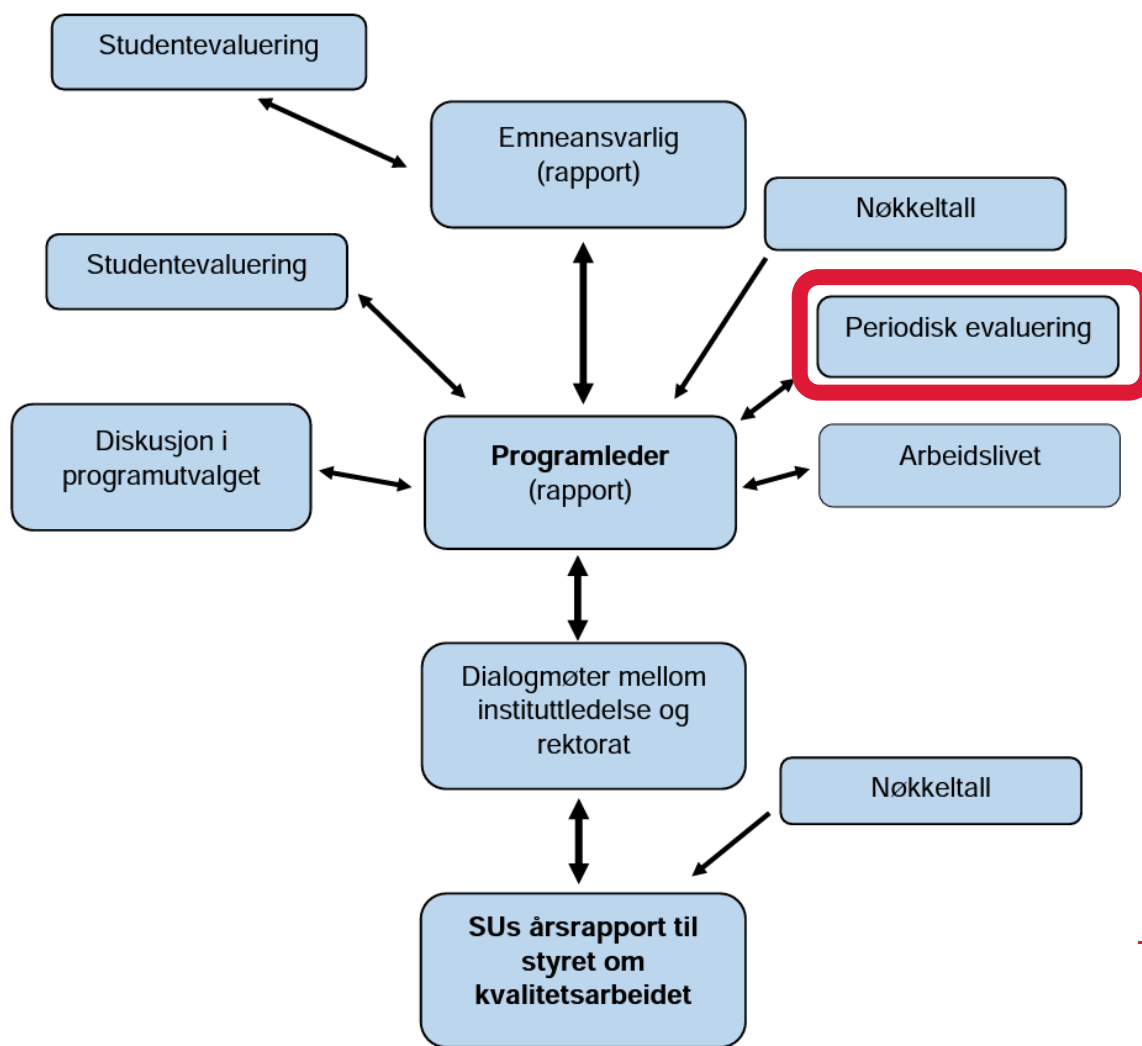 Studentevaluering
Emneansvarlig
(rapport)
Nøkkeltall
Studentevaluering
Periodisk evaluering
Diskusjon i
programutvalget
Programleder
(rapport)
Arbeidslivet
Dialogmøter mellom
instituttledelse og
rektorat
Nøkkeltall
SUs årsrapport til
styret om
kvalitetsarbeidet